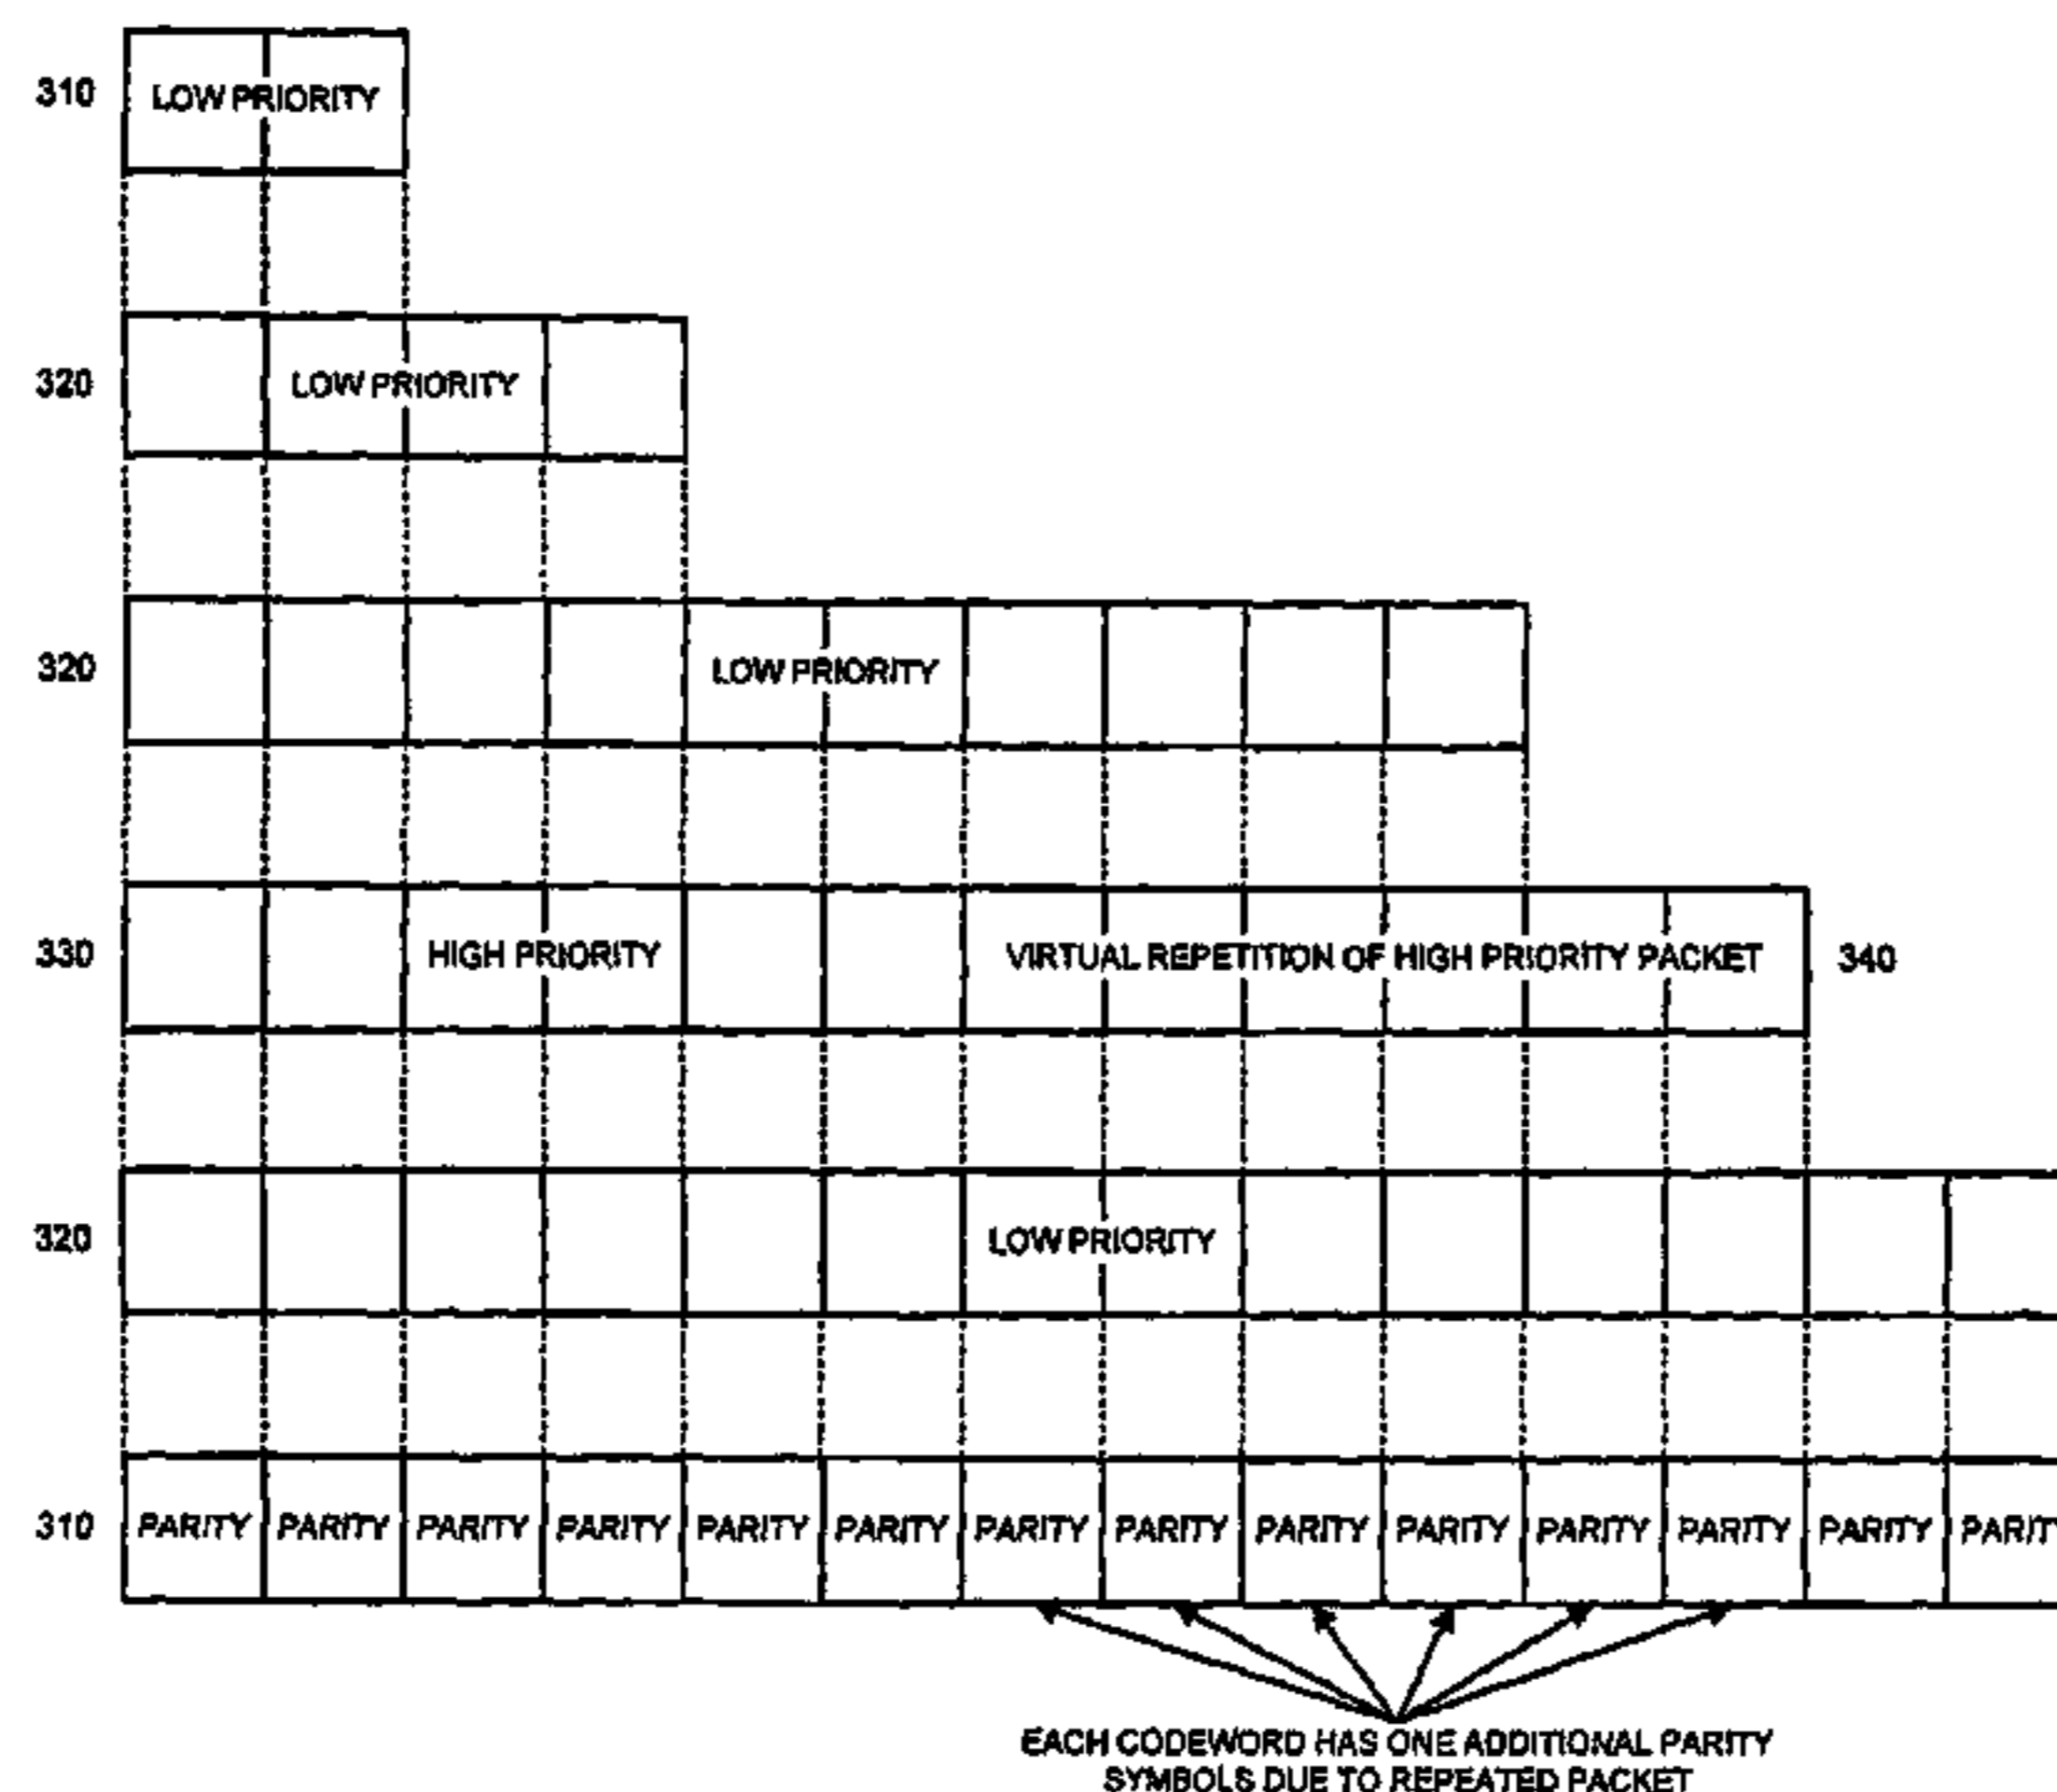 310 LOW PRIORITY
320 LOW PRIORITY
320 LOW PRIORITY
330 HIGH PRIORITY VIRTUAL REPETITION OF HIGH PRIORITY PACKET 340
320 LOW PRIORITY
310 PARITY PARITY PARITY PARITY PARITY PARITY PARITY PARITY PARITY PARITY PARITY PARITY PARITY PARITY
EACH CODEWORD HAS ONE ADDITIONAL PARITY
SYMBOLS DUE TO REPEATED PACKET